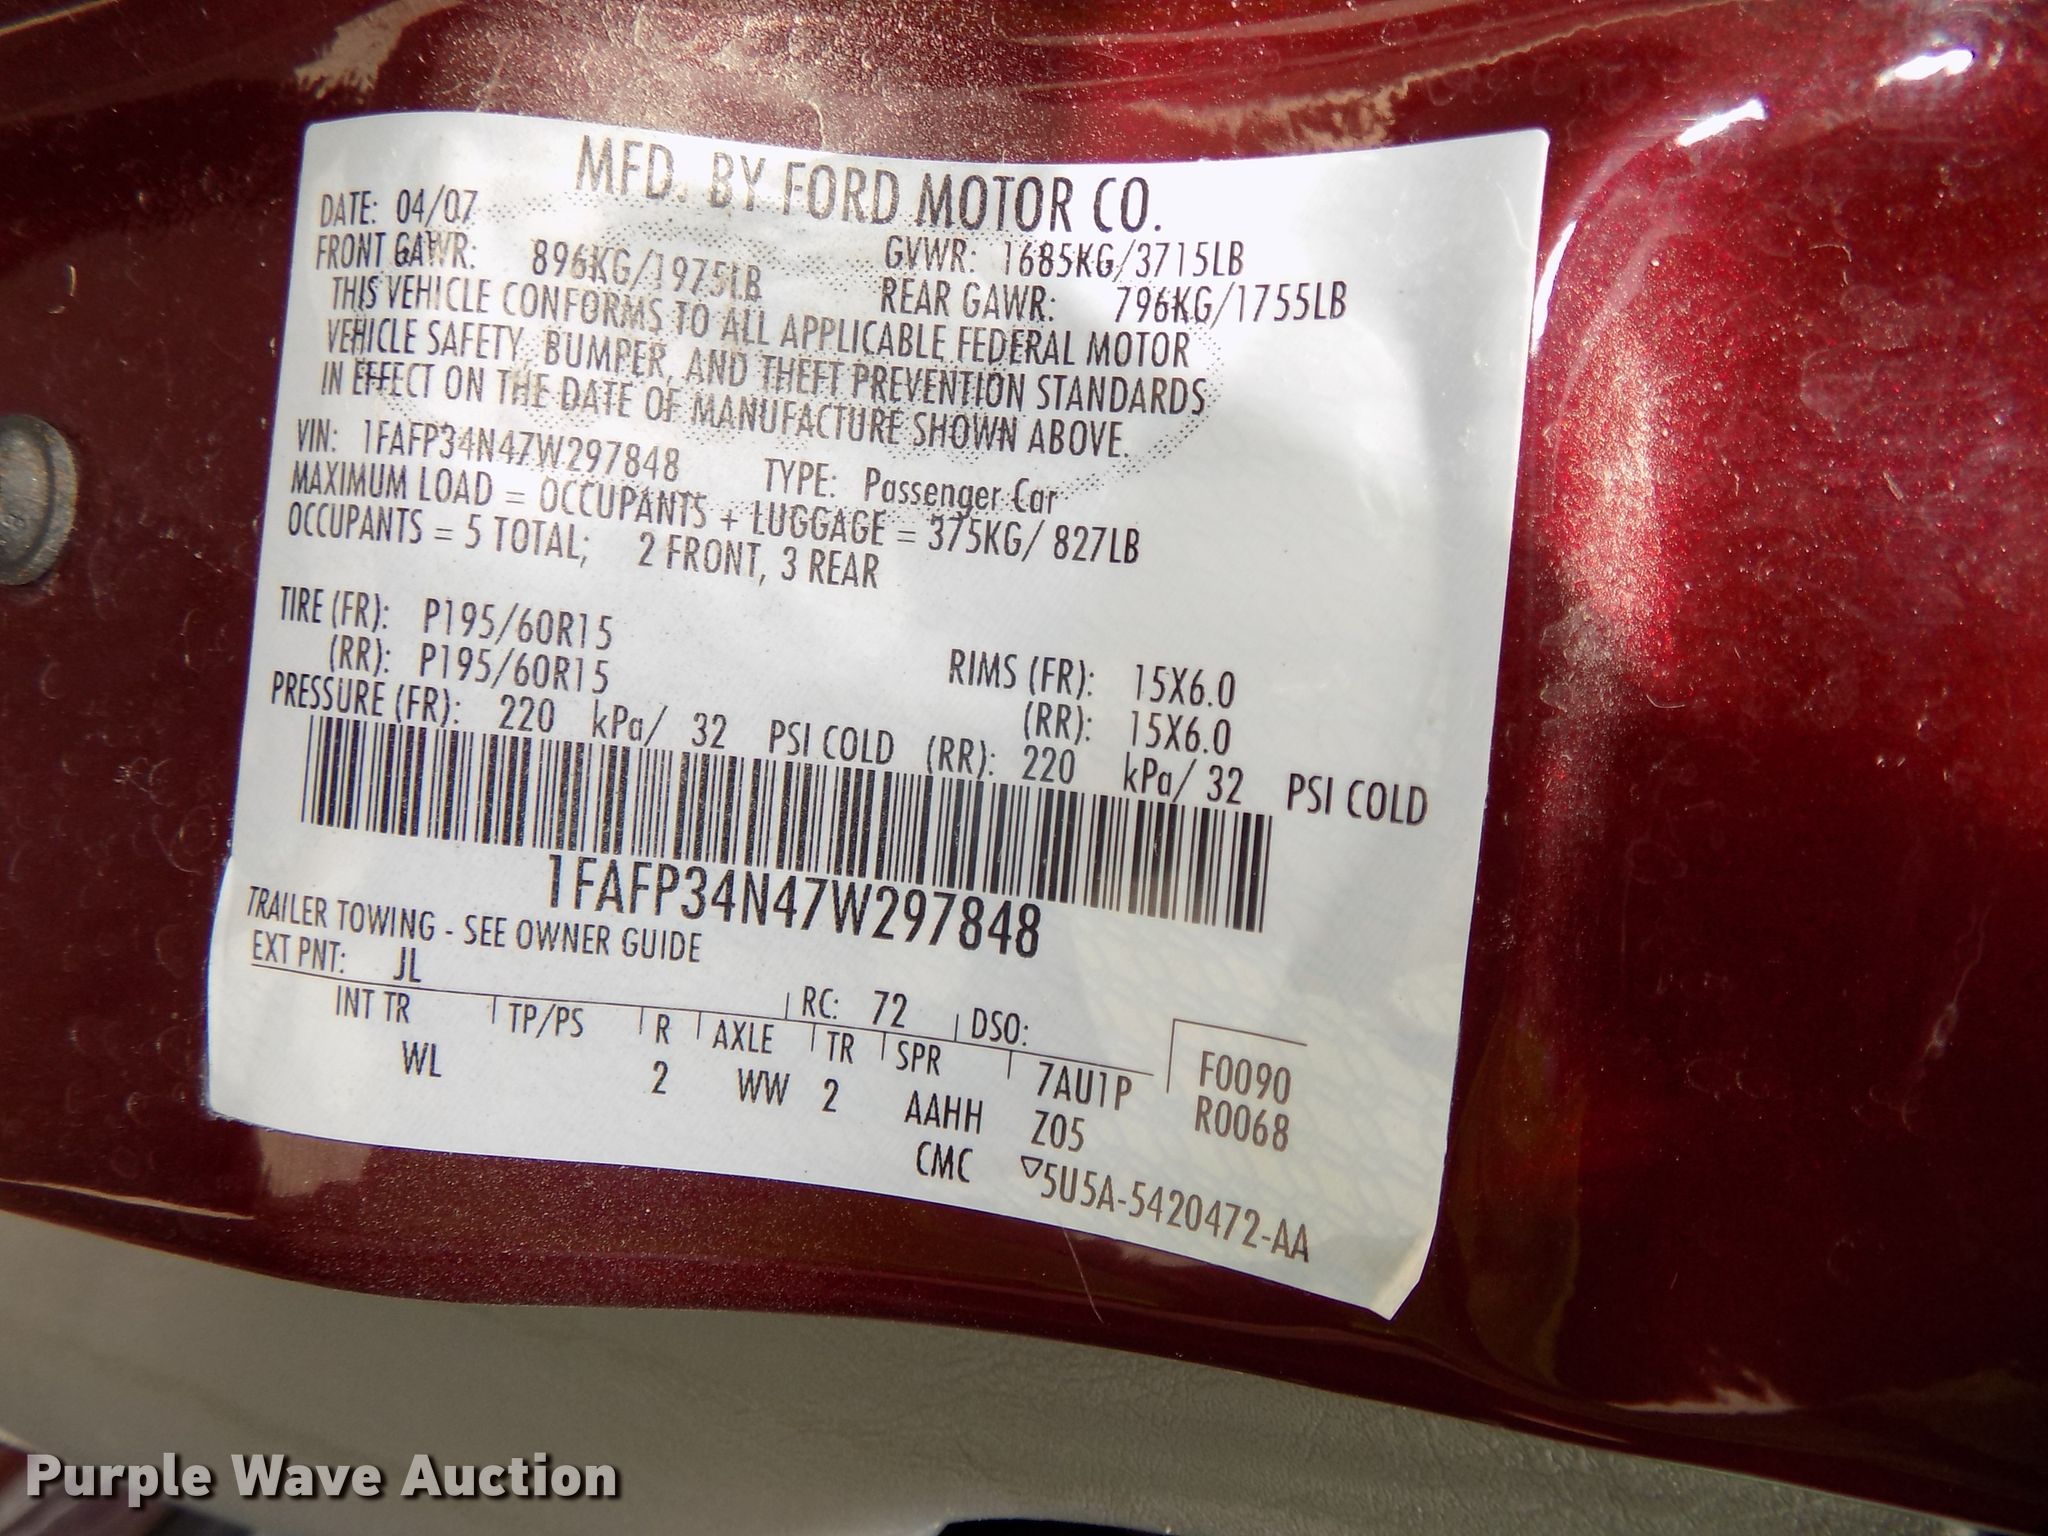 MFD. BY FORD MOTOR CO.
DATE: 04/07 GVWR: 1685KG/3715LB
FRONT GAWR: 896KG/1975LB REAR GAWR: 796KG/1755LB
THIS VEHICLE CONFORMS TO ALL APPLICABLE FEDERAL MOTOR
VEHICLE SAFETY, BUMPER, AND THEFT PREVENTION STANDARDS
IN EFFECT ON THE DATE OF MANUFACTURE SHOWN ABOVE.
VIN: 1FAFP34N47W297848 TYPE: Passenger Car
MAXIMUM LOAD = OCCUPANTS + LUGGAGE = 375KG/ 827LB
OCCUPANTS = 5 TOTAL; 2 FRONT, 3 REAR
TIRE (FR): P195/60R15 RIMS (FR): 15X6.0
(RR): P195/60R15 (RR): 15X6.0
PRESSURE (FR): 220 kPa/ 32 PSI COLD (RR): 220 kPa/ 32 PSI COLD
1FAFP34N47W297848
TRAILER TOWING - SEE OWNER GUIDE
EXT PNT: JL RC: 72 DSO:
INT TR TP/PS R AXLE TR SPR 7AU1P F0090
WL 2 WW 2 AAHH Z05 R0068
CMC ▽5U5A-5420472-AA
Purple Wave Auction